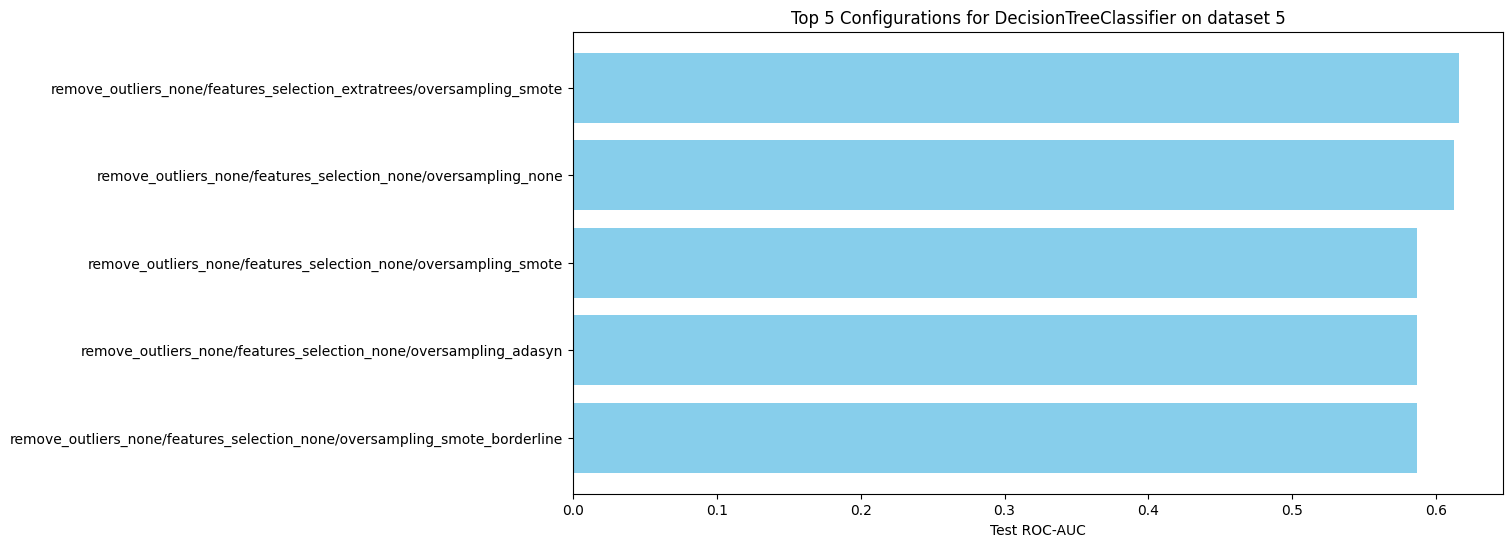 Top 5 Configurations for DecisionTreeClassifier on dataset 5
remove_outliers_none/features_selection_extratrees/oversampling_smote
remove_outliers_none/features_selection_none/oversampling_none
remove_outliers_none/features_selection_none/oversampling_smote
remove_outliers_none/features_selection_none/oversampling_adasyn
remove_outliers_none/features_selection_none/oversampling_smote_borderline
0.0 0.1 0.2 0.3 0.4 0.5 0.6
Test ROC-AUC